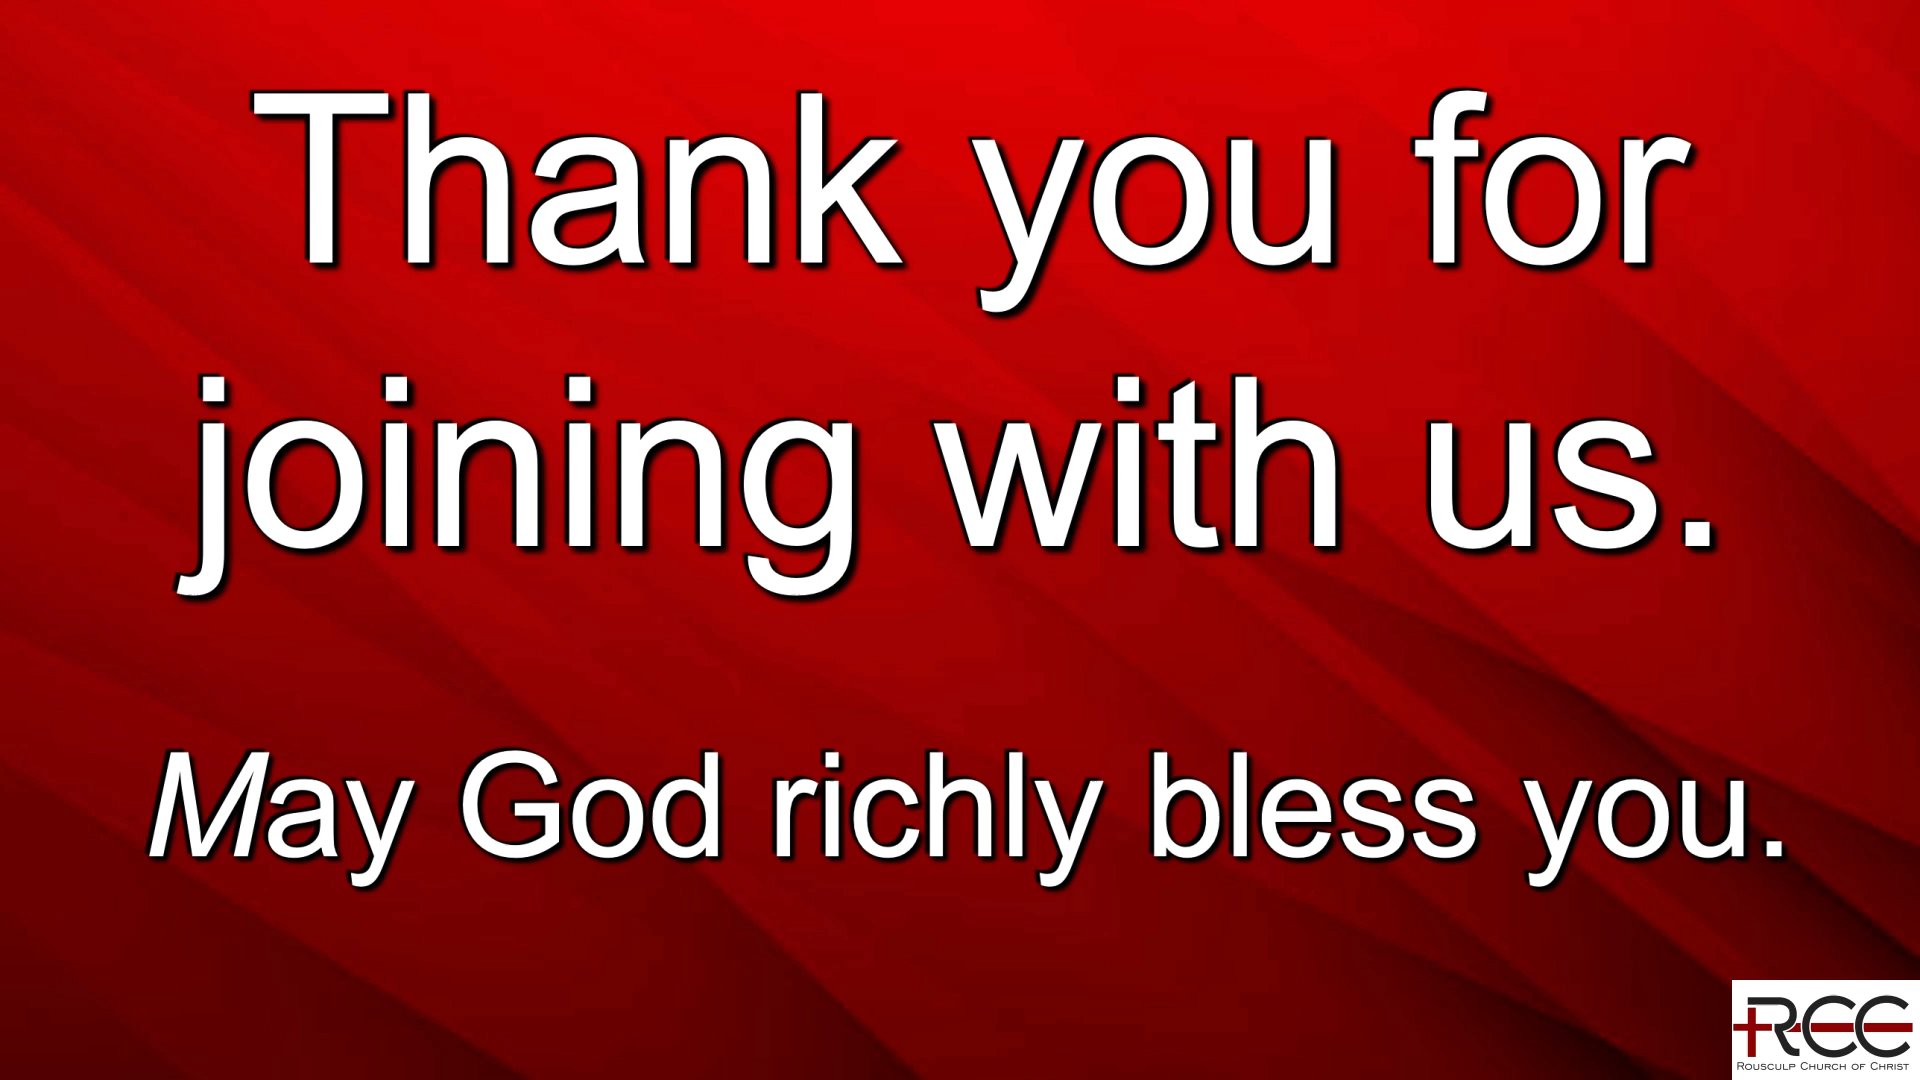 Thank you for
joining with us.
May God richly bless you.
RCC
Rousculp Church of Christ